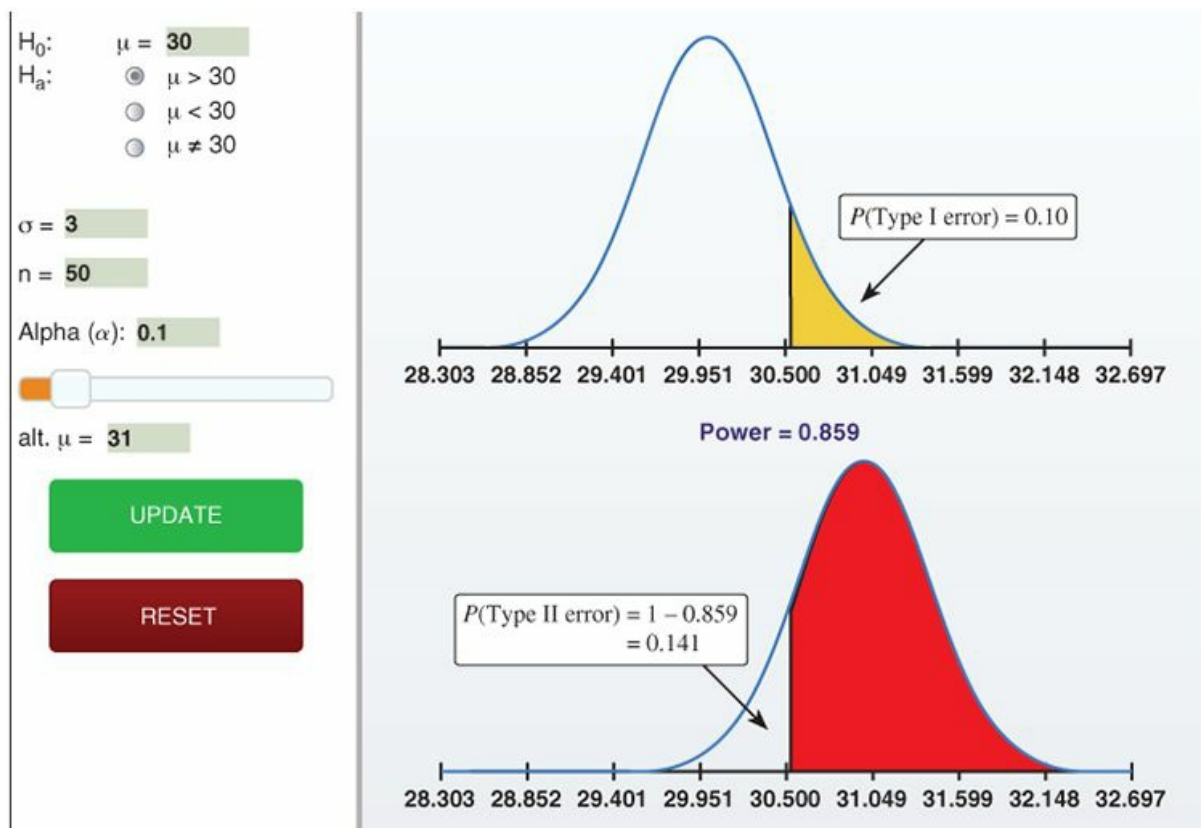 H₀: μ = 30
Hₐ: μ > 30
μ < 30
μ ≠ 30
σ = 3
n = 50
Alpha (α): 0.1
alt. μ = 31
UPDATE
RESET
P(Type I error) = 0.10
28.303 28.852 29.401 29.951 30.500 31.049 31.599 32.148 32.697
Power = 0.859
P(Type II error) = 1 – 0.859
= 0.141
28.303 28.852 29.401 29.951 30.500 31.049 31.599 32.148 32.697